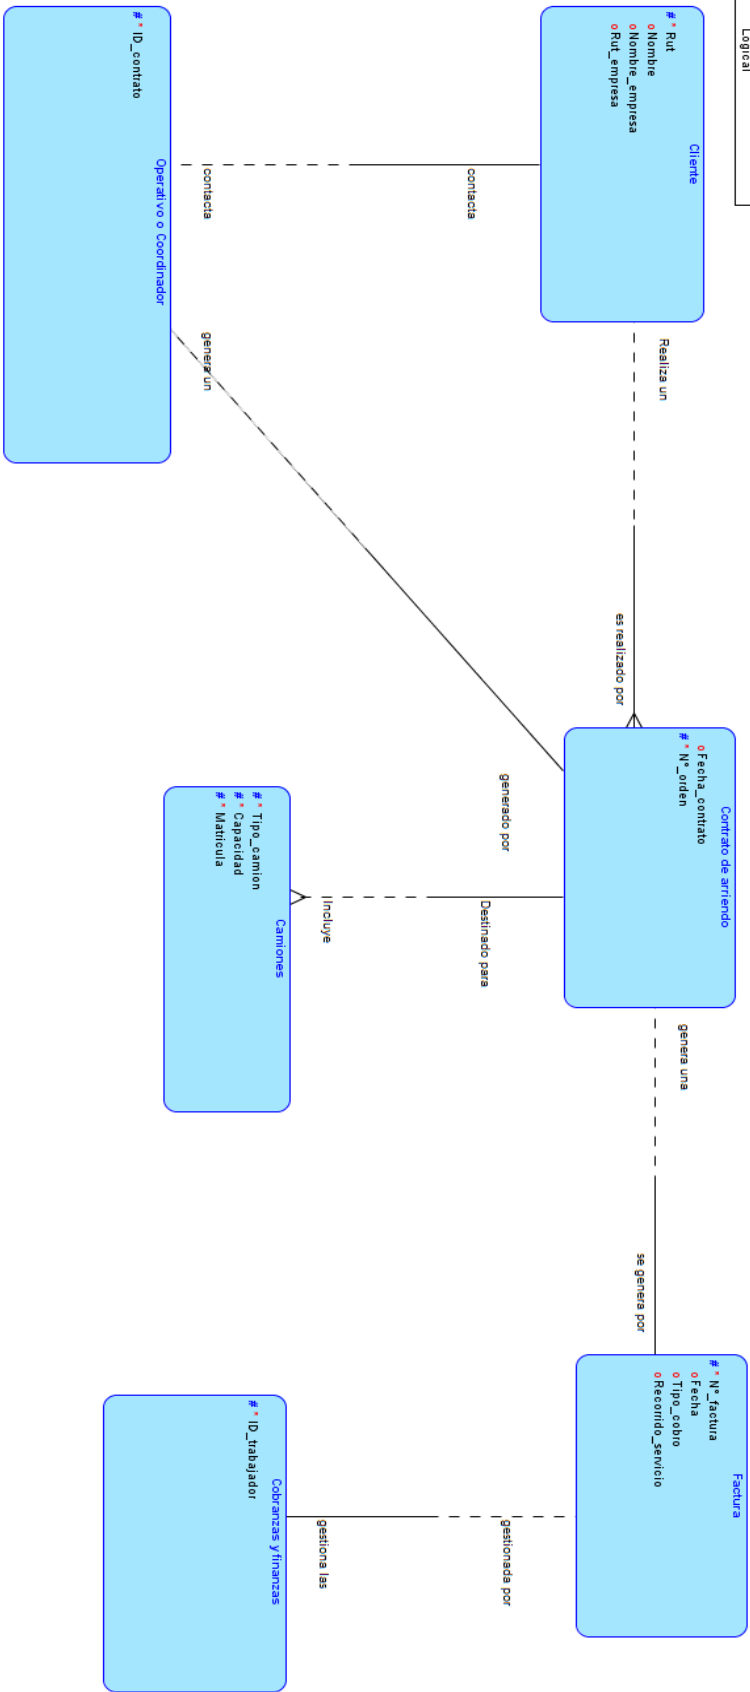 Logical
Cliente
# * Rut
o Nombre
o Nombre_empresa
o Rut_empresa
Realiza un
es realizado por
Contrato de arriendo
o Fecha_contrato
# * N°_orden
genera una
se genera por
Factura
# * N°_factura
o Fecha
o Tipo_cobro
o Recorrido_servicio
contacta
contacta
Operativo o Coordinador
# * ID_contrato
genera un
generado por
Destinado para
Incluye
Camiones
# * Tipo_camion
# * Capacidad
# * Matricula
gestionada por
gestiona las
Cobranzas y finanzas
# * ID_trabajador